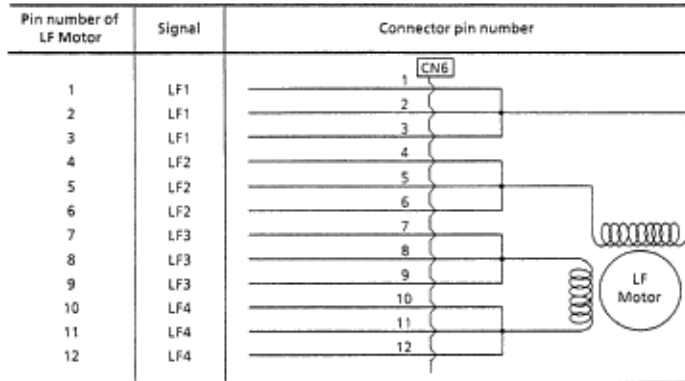 Pin number of LF Motor Signal Connector pin number
CN6
1 LF1 1
2 LF1 2
3 LF1 3
4 LF2 4
5 LF2 5
6 LF2 6
7 LF3 7
8 LF3 8
9 LF3 9
10 LF4 10
11 LF4 11
12 LF4 12
LF
Motor